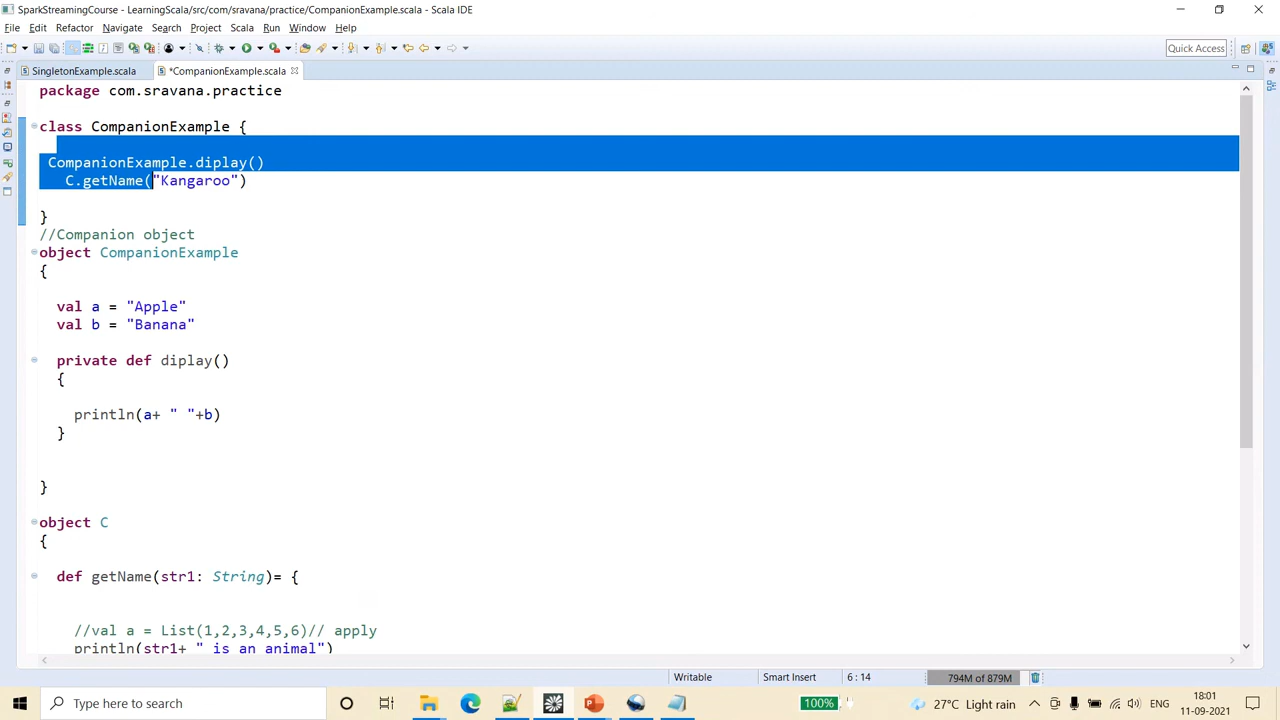 SparkStreamingCourse - LearningScala/src/com/sravana/practice/CompanionExample.scala - Scala IDE
File Edit Refactor Navigate Search Project Scala Run Window Help
Quick Access
SingletonExample.scala *CompanionExample.scala
package com.sravana.practice
class CompanionExample {
CompanionExample.diplay()
C.getName("Kangaroo")
}
//Companion object
object CompanionExample
{
val a = "Apple"
val b = "Banana"
private def diplay()
{
println(a+ " "+b)
}
}
object C
{
def getName(str1: String)= {
//val a = List(1,2,3,4,5,6)// apply
println(str1+ " is an animal")
Writable Smart Insert 6 : 14 794M of 879M
Type here to search 100% 27°C Light rain ENG 18:01
11-09-2021